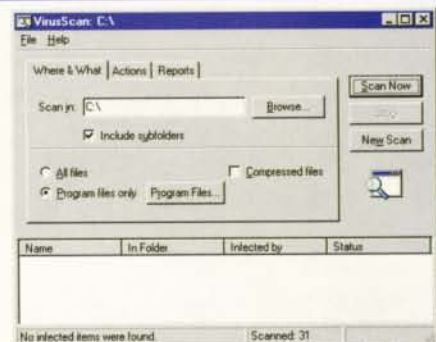 VirusScan: C:\
File Help
Where & What Actions Reports
Scan in: C:\ Browse...
Include subfolders
All files
Program files only Program Files...
Compressed files
Scan Now
Stop
New Scan
Name In Folder Infected by Status
No infected items were found. Scanned: 31